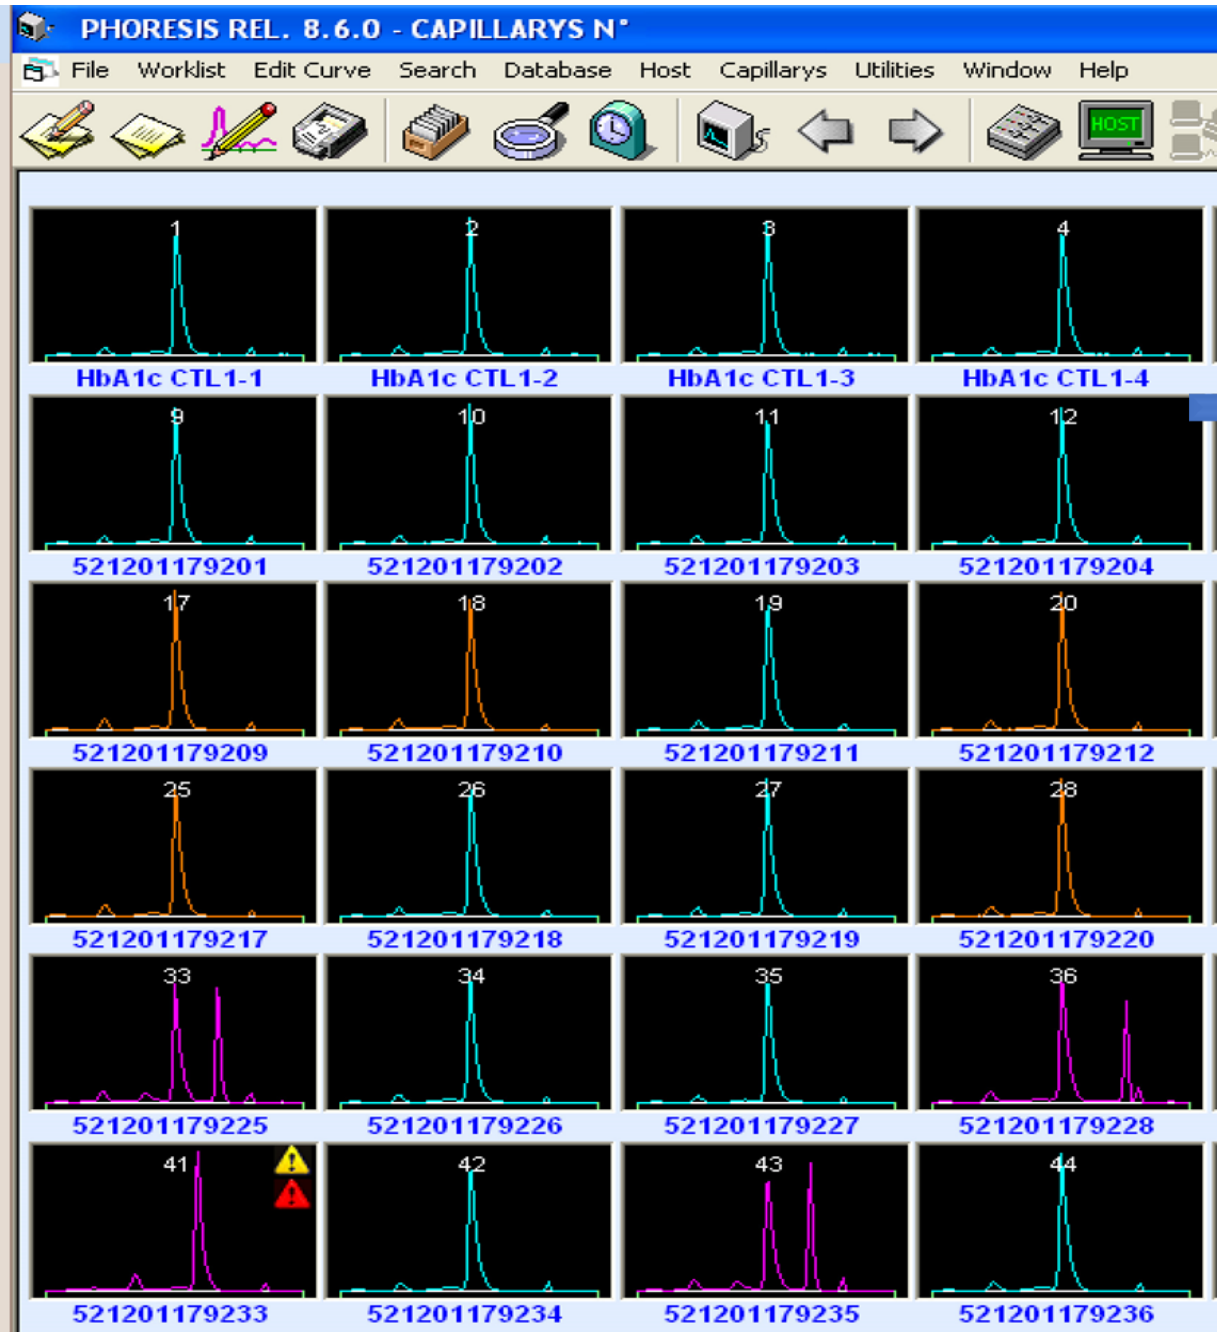 PHORESIS REL. 8.6.0 - CAPILLARYS N°
File Worklist Edit Curve Search Database Host Capillarys Utilities Window Help
HOST
1 2 3 4
HbA1c CTL1-1 HbA1c CTL1-2 HbA1c CTL1-3 HbA1c CTL1-4
9 10 11 12
521201179201 521201179202 521201179203 521201179204
17 18 19 20
521201179209 521201179210 521201179211 521201179212
25 26 27 28
521201179217 521201179218 521201179219 521201179220
33 34 35 36
521201179225 521201179226 521201179227 521201179228
41 42 43 44
521201179233 521201179234 521201179235 521201179236